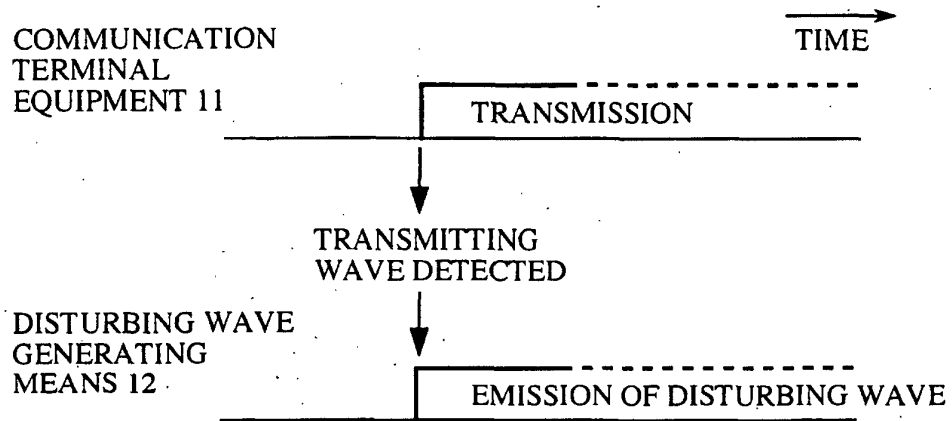 TIME
COMMUNICATION
TERMINAL
EQUIPMENT 11
TRANSMISSION
TRANSMITTING
WAVE DETECTED
DISTURBING WAVE
GENERATING
MEANS 12
EMISSION OF DISTURBING WAVE